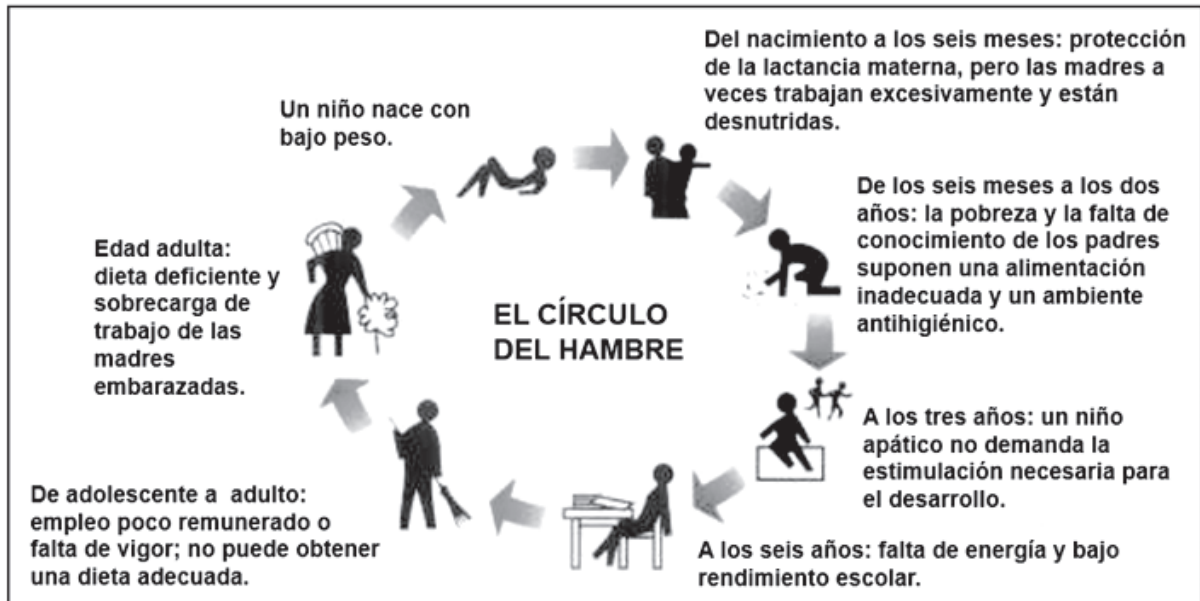 Un niño nace con
bajo peso.
Del nacimiento a los seis meses: protección
de la lactancia materna, pero las madres a
veces trabajan excesivamente y están
desnutridas.
De los seis meses a los dos
años: la pobreza y la falta de
conocimiento de los padres
suponen una alimentación
inadecuada y un ambiente
antihigiénico.
A los tres años: un niño
apático no demanda la
estimulación necesaria para
el desarrollo.
A los seis años: falta de energía y bajo
rendimiento escolar.
De adolescente a adulto:
empleo poco remunerado o
falta de vigor; no puede obtener
una dieta adecuada.
Edad adulta:
dieta deficiente y
sobrecarga de
trabajo de las
madres
embarazadas.
EL CÍRCULO
DEL HAMBRE